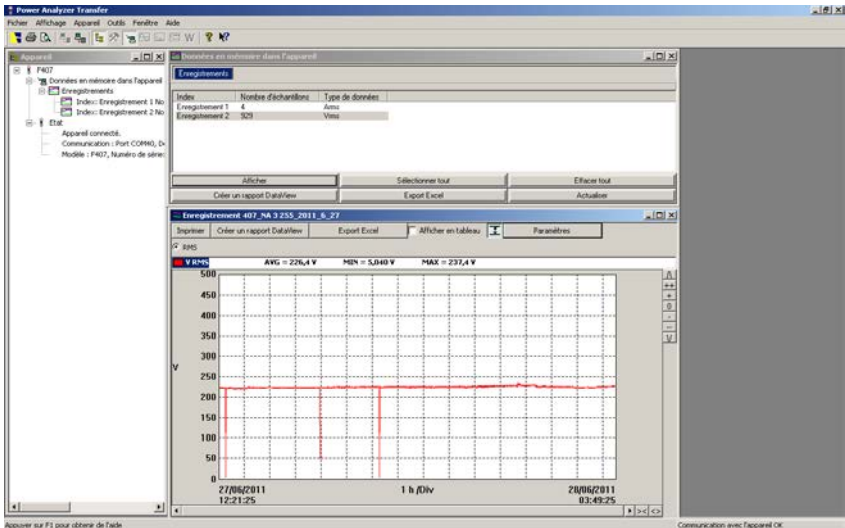 Power Analyzer Transfer
Fichier Affichage Appareil Outils Fenêtre Aide
Appareil
F407
Données en mémoire dans l'appareil
Enregistrements
Index: Enregistrement 1 No
Index: Enregistrement 2 No
Etat
Appareil connecté.
Communication : Port COM40, D
Modèle : F407, Numéro de série:
Données en mémoire dans l'appareil
Enregistrements
Index Nombre d'échantillons Type de données
Enregistrement 1 4 Arms
Enregistrement 2 929 Vrms
Afficher Sélectionner tout Effacer tout
Créer un rapport DataView Export Excel Actualiser
Enregistrement 407_NA 3 255_2011_6_27
Imprimer Créer un rapport DataView Export Excel Afficher en tableau Paramètres
RMS
V RMS AVG = 226,4 V MIN = 5,040 V MAX = 237,4 V
500
450
400
350
300
V
250
200
150
100
50
0
27/06/2011 1 h /Div 28/06/2011
12:21:25 03:49:25
Appuyer sur F1 pour obtenir de l'aide Communication avec l'appareil OK